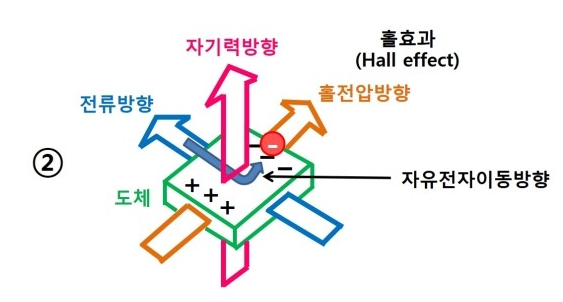 홀효과
(Hall effect)
자기력방향
홀전압방향
전류방향
②
자유전자이동방향
도체